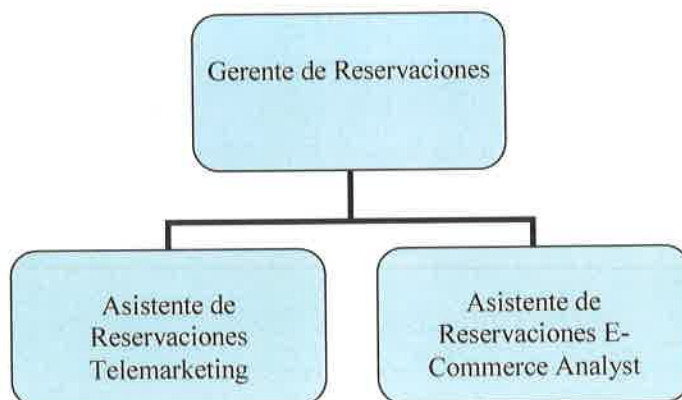 Gerente de Reservaciones
Asistente de
Reservaciones
Telemarketing
Asistente de
Reservaciones E-
Commerce Analyst